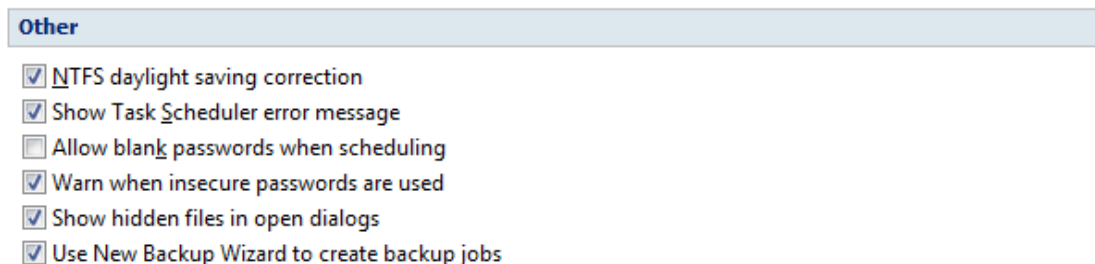 Other
NTFS daylight saving correction
Show Task Scheduler error message
Allow blank passwords when scheduling
Warn when insecure passwords are used
Show hidden files in open dialogs
Use New Backup Wizard to create backup jobs